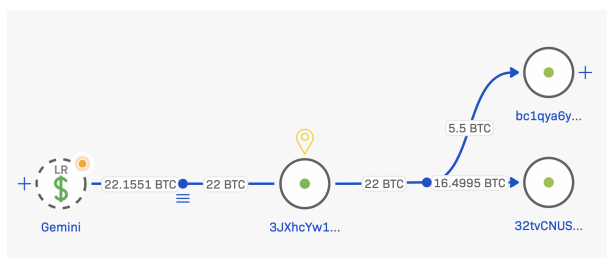 bc1qya6y...
5.5 BTC
LR
$
22.1551 BTC
22 BTC
22 BTC
16.4995 BTC
Gemini
3JXhcYw1...
32tvCNUS...